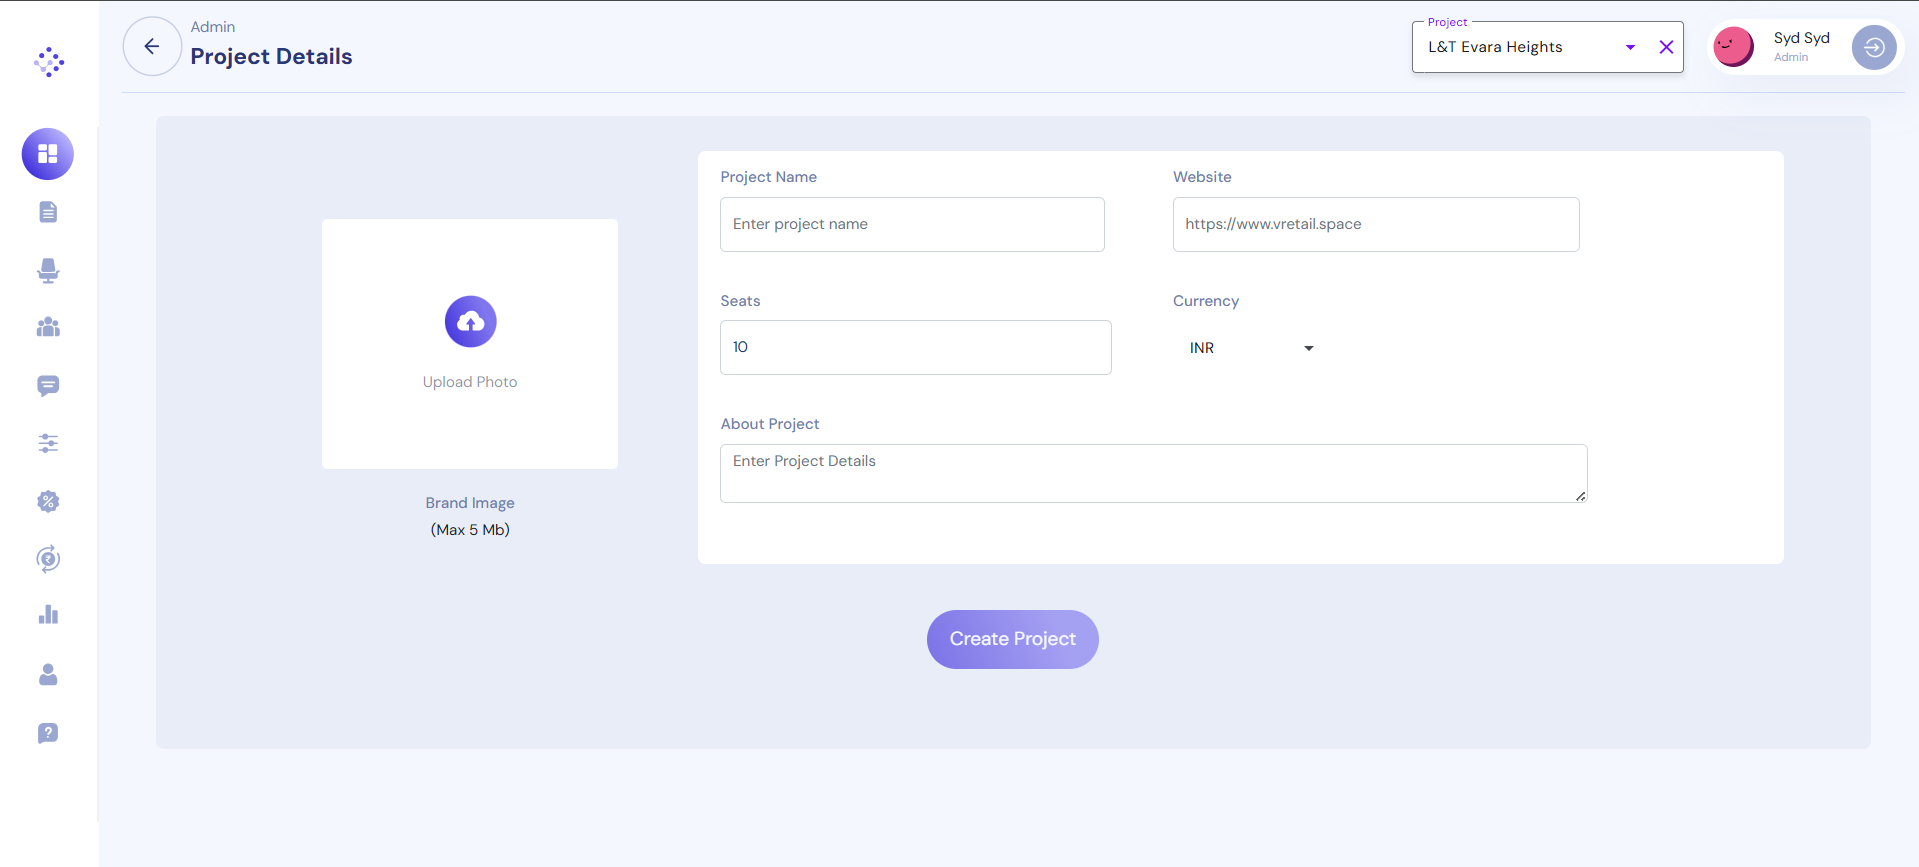 Admin
Project Details
Project
L&T Evara Heights
Syd Syd
Admin
Project Name
Enter project name
Website
https://www.vretail.space
Seats
10
Currency
INR
About Project
Enter Project Details
Upload Photo
Brand Image
(Max 5 Mb)
Create Project